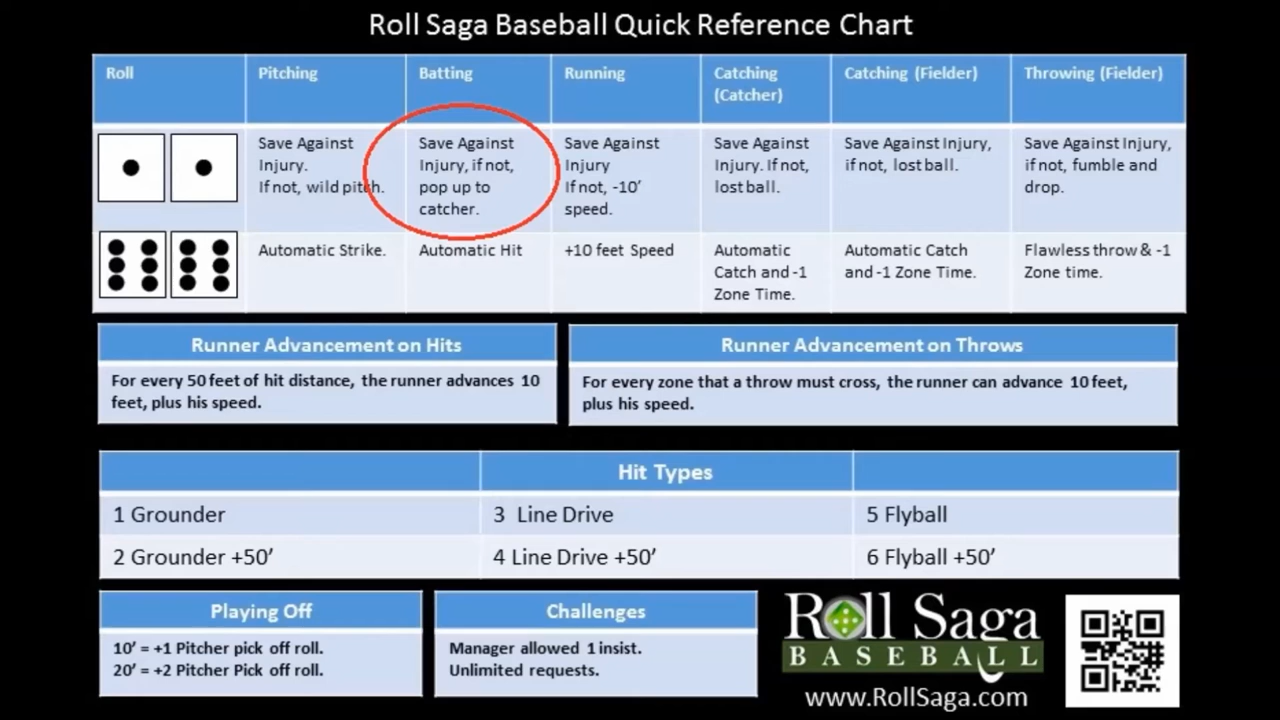 Roll Saga Baseball Quick Reference Chart
Roll
Pitching
Batting
Running
Catching
(Catcher)
Catching (Fielder)
Throwing (Fielder)
Save Against
Injury.
If not, wild pitch.
Save Against
Injury, if not,
pop up to
catcher.
Save Against
Injury
If not, -10'
speed.
Save Against
Injury. If not,
lost ball.
Save Against Injury,
if not, lost ball.
Save Against Injury,
if not, fumble and
drop.
Automatic Strike.
Automatic Hit
+10 feet Speed
Automatic
Catch and -1
Zone Time.
Automatic Catch
and -1 Zone Time.
Flawless throw & -1
Zone time.
Runner Advancement on Hits
For every 50 feet of hit distance, the runner advances 10
feet, plus his speed.
Runner Advancement on Throws
For every zone that a throw must cross, the runner can advance 10 feet,
plus his speed.
Hit Types
1 Grounder
3 Line Drive
5 Flyball
2 Grounder +50'
4 Line Drive +50'
6 Flyball +50'
Playing Off
10' = +1 Pitcher pick off roll.
20' = +2 Pitcher Pick off roll.
Challenges
Manager allowed 1 insist.
Unlimited requests.
Roll Saga
BASEBALL
www.RollSaga.com